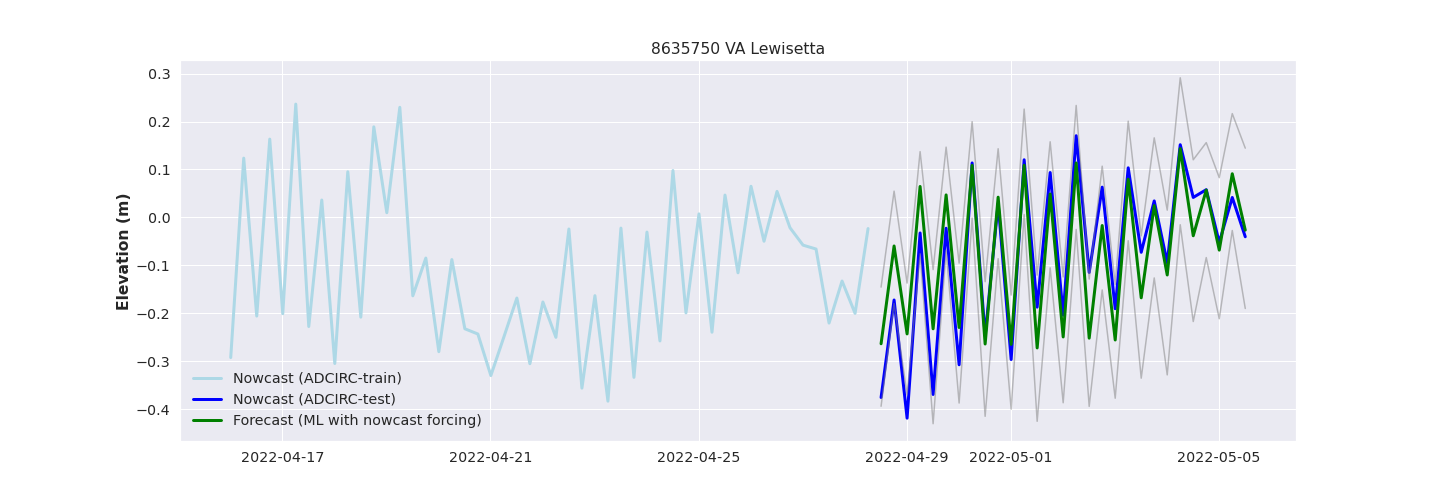 8635750 VA Lewisetta
Elevation (m)
0.3
0.2
0.1
0.0
−0.1
−0.2
−0.3
−0.4
Nowcast (ADCIRC-train)
Nowcast (ADCIRC-test)
Forecast (ML with nowcast forcing)
2022-04-17 2022-04-21 2022-04-25 2022-04-29 2022-05-01 2022-05-05